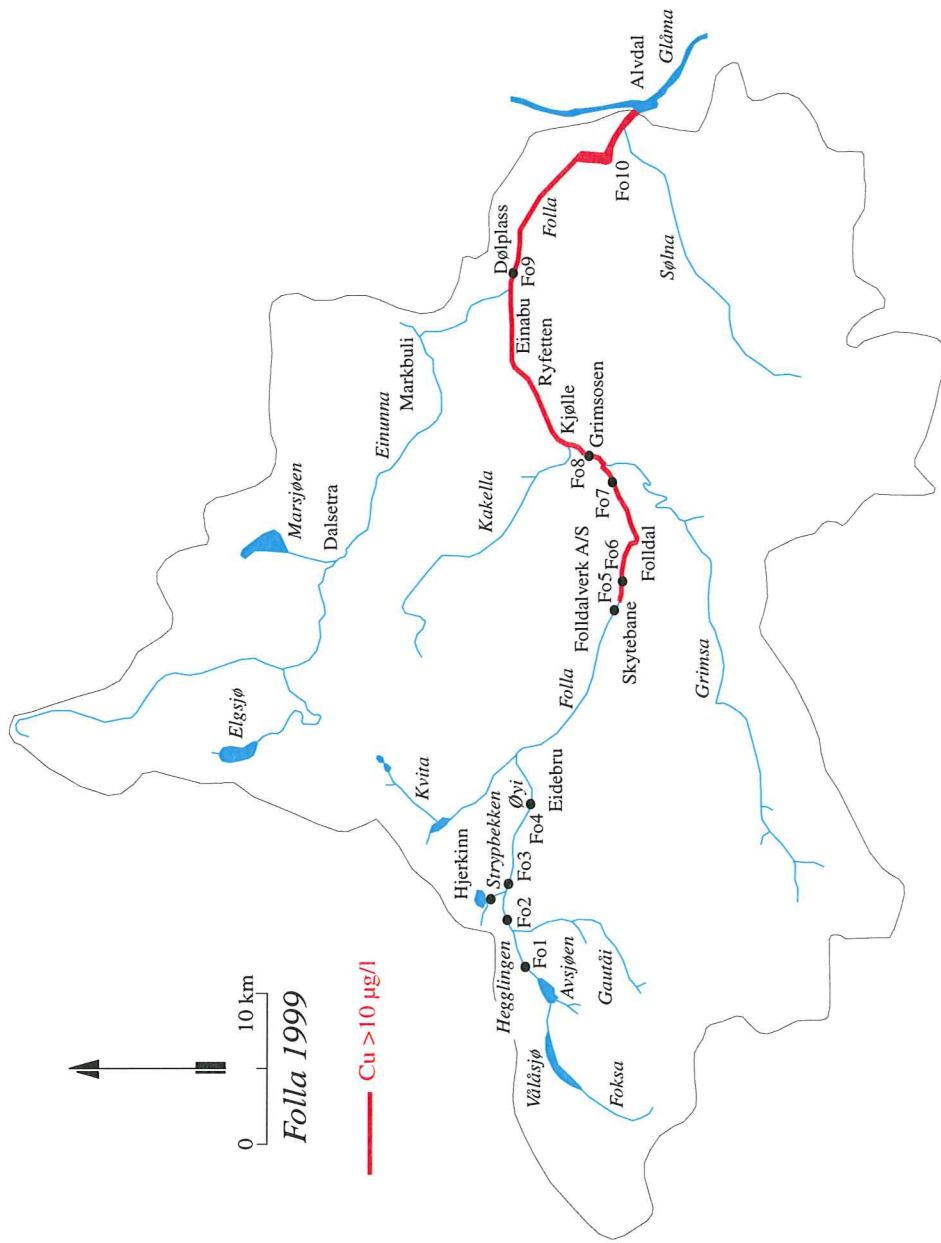 0
10 km
Folla 1999
Cu >10 µg/l
Elgsjø
Marsjøen
Dalsetra
Einunna
Markbuli
Kvita
Hjerkinn
Strypbekken
Hegglingen
Fo1
Fo2
Fo3
Fo4
Øyi
Eidebru
Avsjøen
Gautåi
Vålåsjø
Foksa
Folla
Kakella
Folldalverk A/S
Fo5
Fo6
Skytebane
Folldal
Fo7
Fo8
Grimsosen
Kjølle
Ryfetten
Einabu
Dølplass
Fo9
Folla
Fo10
Alvdal
Glåma
Sølna
Grimsa